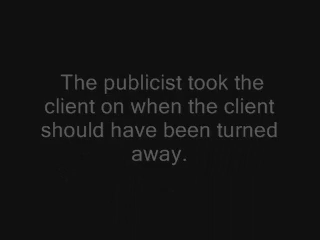 The publicist took the
client on when the client
should have been turned
away.